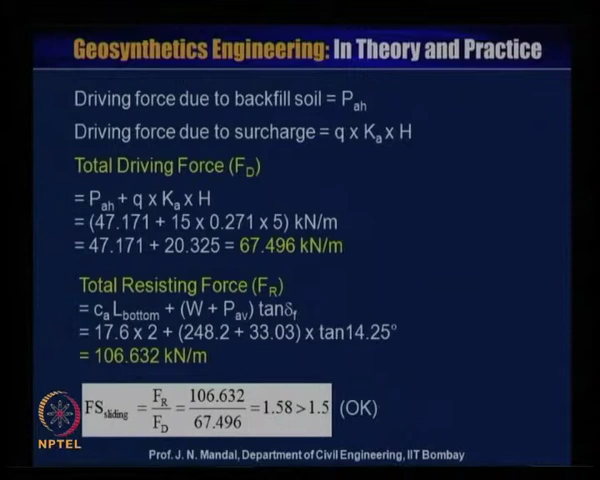 Geosynthetics Engineering: In Theory and Practice
Driving force due to backfill soil = Pah
Driving force due to surcharge = q x Ka x H
Total Driving Force (FD)
= Pah + q x Ka x H
= (47.171 + 15 x 0.271 x 5) kN/m
= 47.171 + 20.325 = 67.496 kN/m
Total Resisting Force (FR)
= ca Lbottom + (W + Pav) tanδf
= 17.6 x 2 + (248.2 + 33.03) x tan14.25°
= 106.632 kN/m
FSsliding = FR/FD = 106.632/67.496 = 1.58 > 1.5 (OK)
NPTEL
Prof. J. N. Mandal, Department of Civil Engineering, IIT Bombay